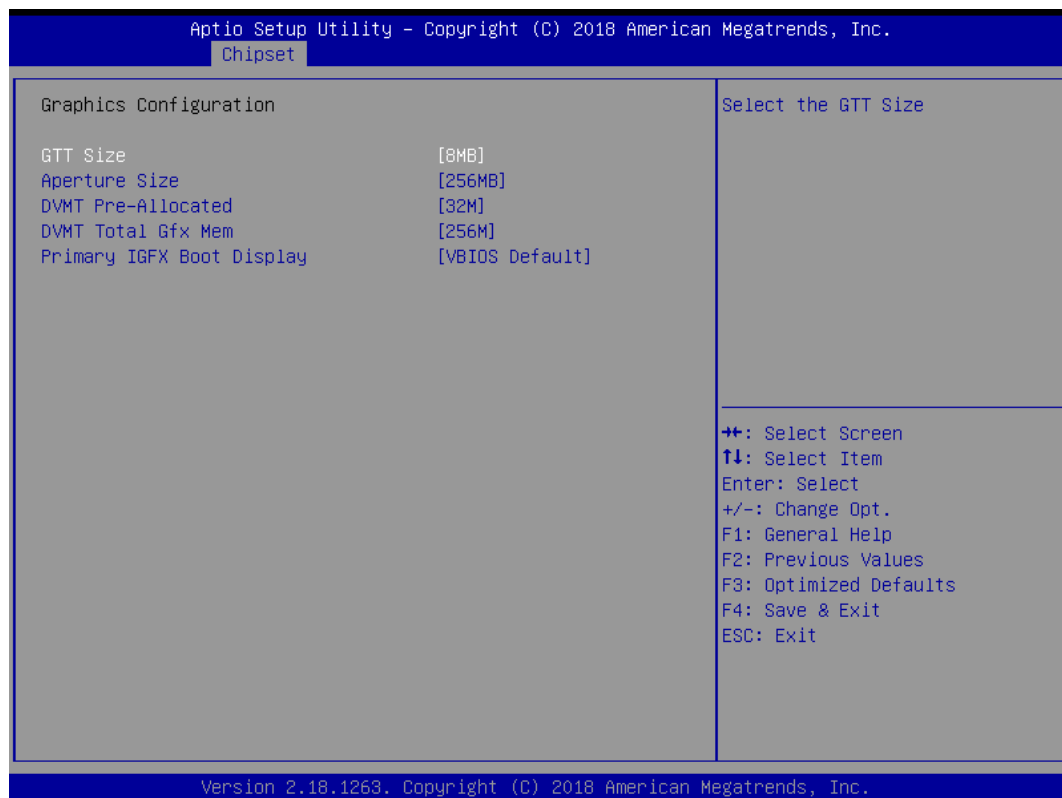 Aptio Setup Utility – Copyright (C) 2018 American Megatrends, Inc.
Chipset
Graphics Configuration
GTT Size [8MB]
Aperture Size [256MB]
DVMT Pre-Allocated [32M]
DVMT Total Gfx Mem [256M]
Primary IGFX Boot Display [VBIOS Default]
Select the GTT Size
→←: Select Screen
↑↓: Select Item
Enter: Select
+/-: Change Opt.
F1: General Help
F2: Previous Values
F3: Optimized Defaults
F4: Save & Exit
ESC: Exit
Version 2.18.1263. Copyright (C) 2018 American Megatrends, Inc.